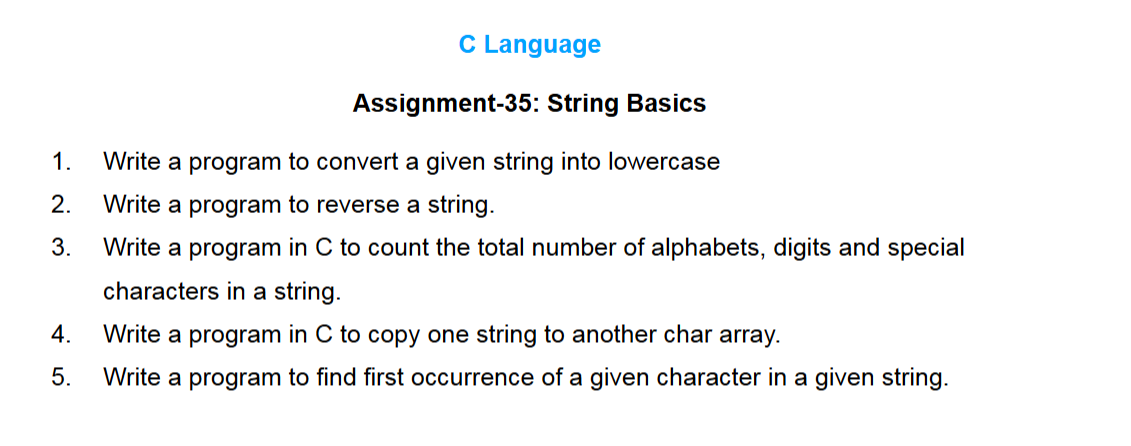 C Language
Assignment-35: String Basics
1. Write a program to convert a given string into lowercase
2. Write a program to reverse a string.
3. Write a program in C to count the total number of alphabets, digits and special
characters in a string.
4. Write a program in C to copy one string to another char array.
5. Write a program to find first occurrence of a given character in a given string.